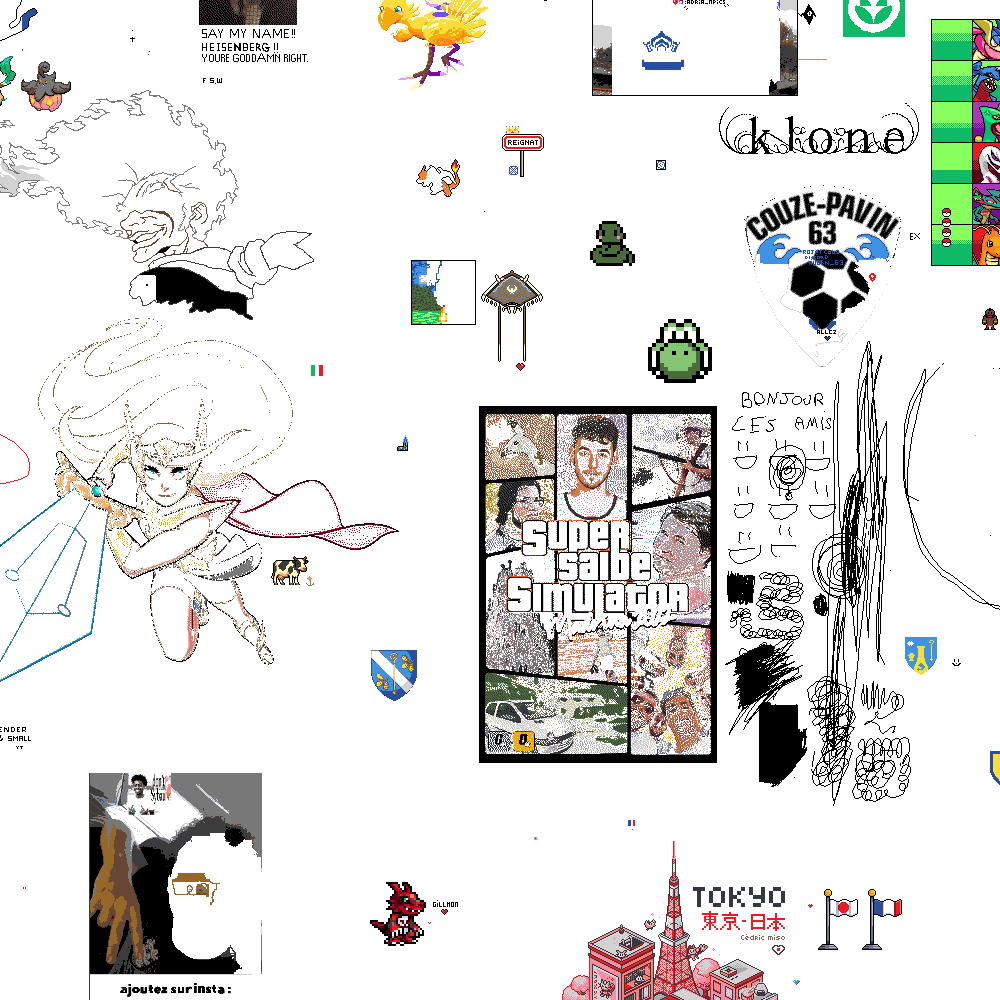 SAY MY NAME!!
HEISENBERG !!
YOURE GODDAMN RIGHT.
F S.W
REIGNAT
klone
COUZE-PAVIN
63
EX
ALLEZ
BONJOUR
LES AMIS
SUPER
saibe
Simulator
ENDER
& SMALL
YT
GILLMON
TOKYO
東京-日本
Cédric miso
ajoutez sur insta :